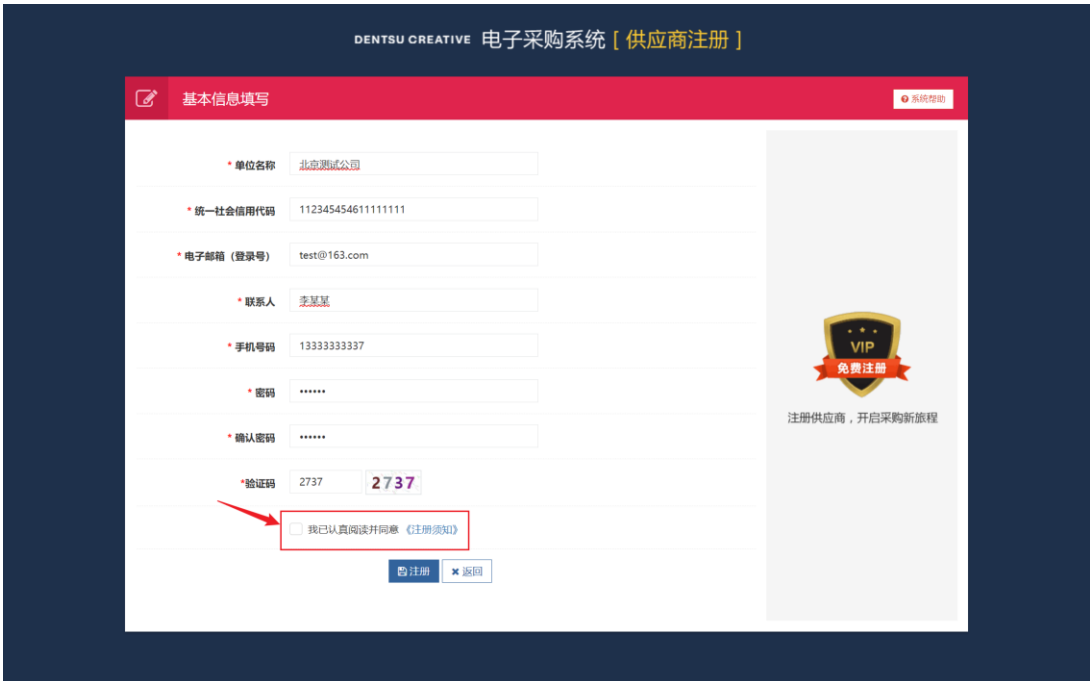 DENTSU CREATIVE 电子采购系统 [ 供应商注册 ]
基本信息填写
系统帮助
* 单位名称 北京测试公司
* 统一社会信用代码 112345454611111111
* 电子邮箱（登录号） test@163.com
* 联系人 李某某
* 手机号码 13333333337
* 密码 ••••••
* 确认密码 ••••••
*验证码 2737 2737
我已认真阅读并同意 《注册须知》
注册 返回
VIP
免费注册
注册供应商，开启采购新旅程